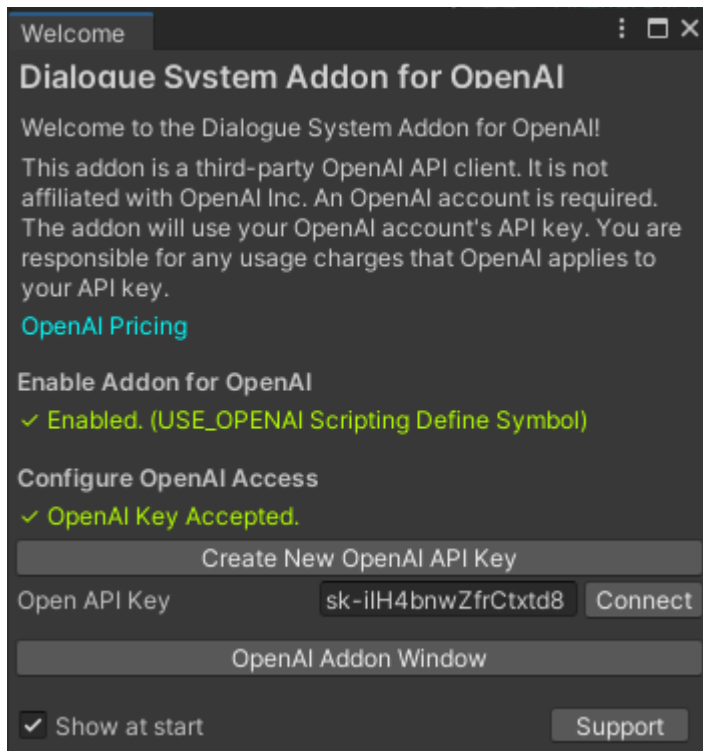 Welcome
Dialogue System Addon for OpenAI
Welcome to the Dialogue System Addon for OpenAI!
This addon is a third-party OpenAI API client. It is not
affiliated with OpenAI Inc. An OpenAI account is required.
The addon will use your OpenAI account's API key. You are
responsible for any usage charges that OpenAI applies to
your API key.
OpenAI Pricing
Enable Addon for OpenAI
✓ Enabled. (USE_OPENAI Scripting Define Symbol)
Configure OpenAI Access
✓ OpenAI Key Accepted.
Create New OpenAI API Key
Open API Key sk-ilH4bnwZfrCtxtd8 Connect
OpenAI Addon Window
Show at start Support